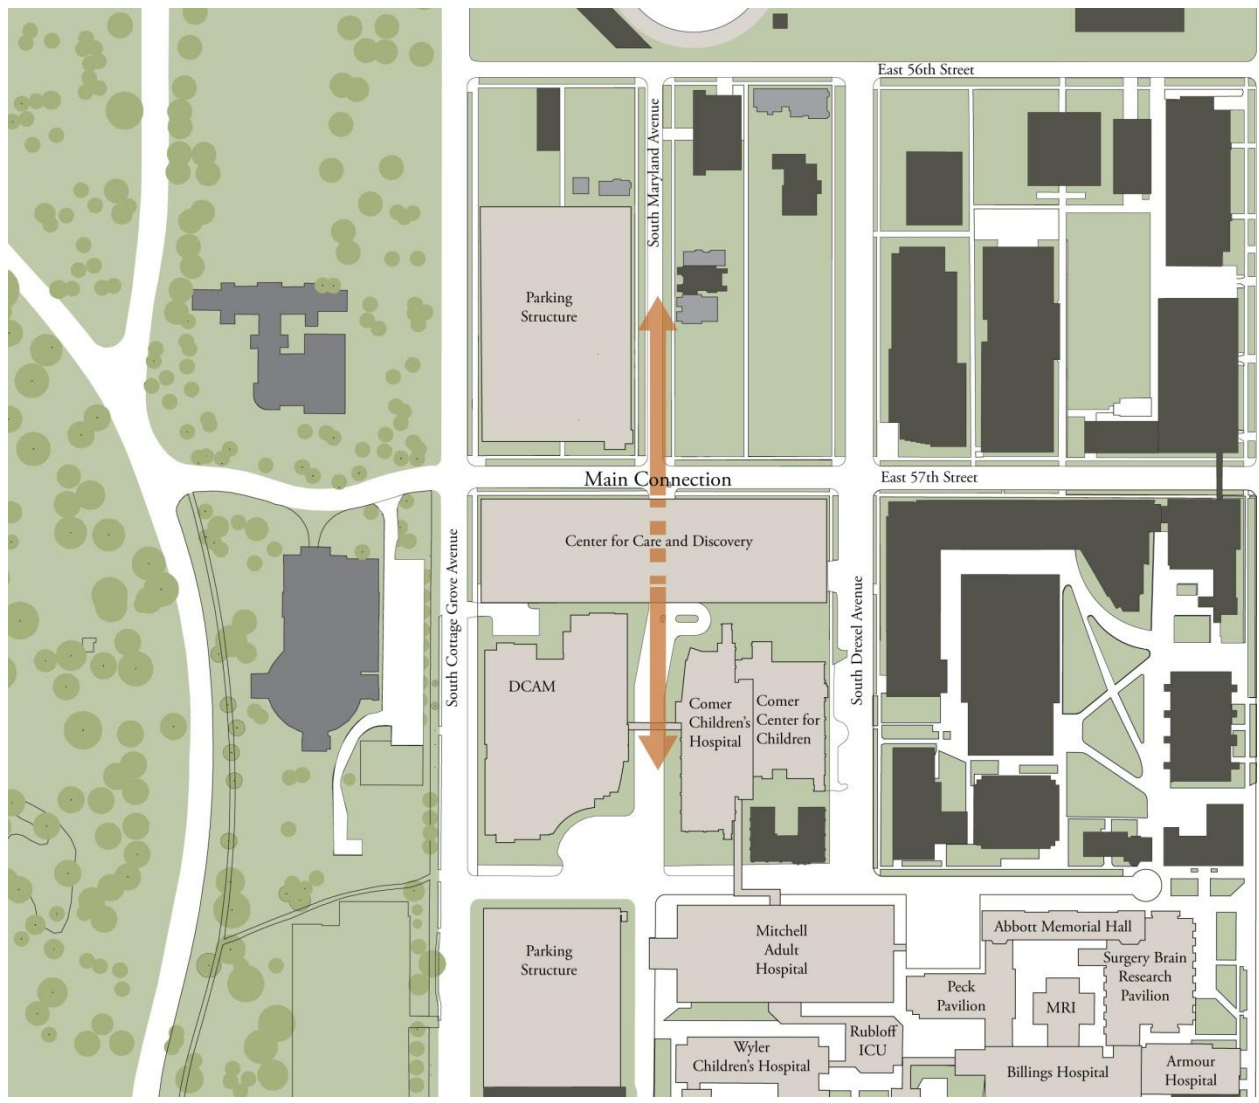 East 56th Street
South Maryland Avenue
Parking
Structure
Main Connection
East 57th Street
Center for Care and Discovery
South Cottage Grove Avenue
South Drexel Avenue
DCAM
Comer
Children's
Hospital
Comer
Center for
Children
Parking
Structure
Mitchell
Adult
Hospital
Abbott Memorial Hall
Surgery Brain
Research
Pavilion
Peck
Pavilion
MRI
Rubloff
ICU
Wyler
Children's Hospital
Billings Hospital
Armour
Hospital